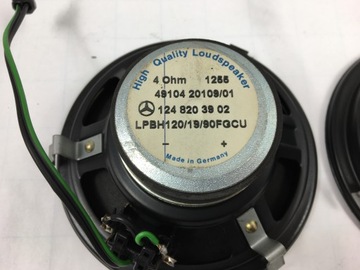 High Quality Loudspeaker
4 Ohm 1255
49104 20109/01
124 820 39 02
LPBH120/19/90FGCU
- +
Made in Germany